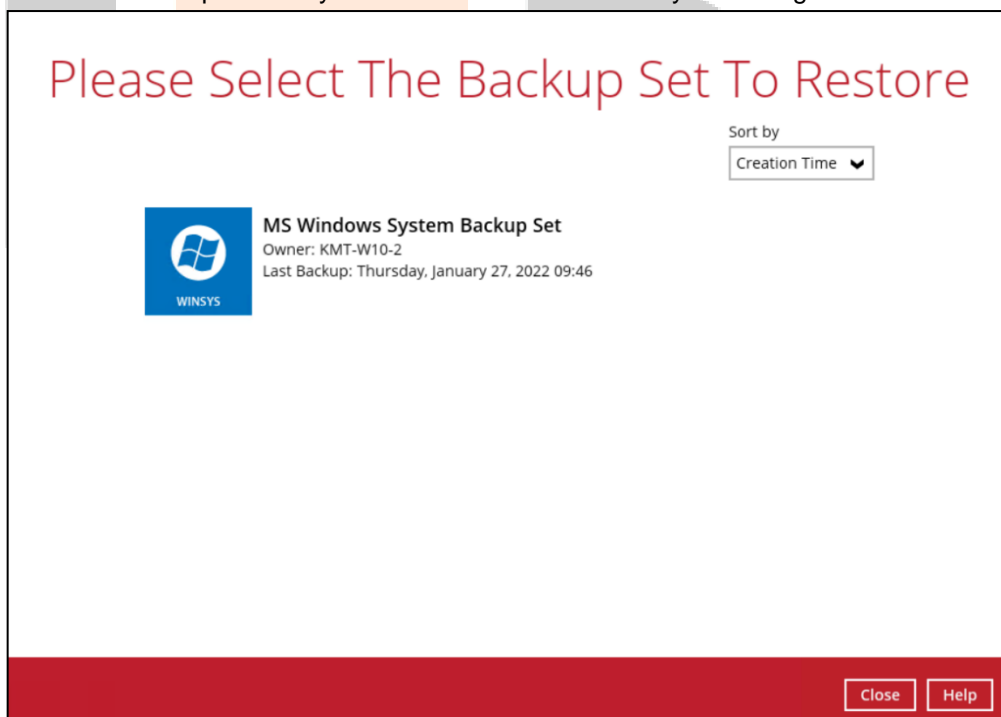 Please Select The Backup Set To Restore
Sort by
Creation Time
MS Windows System Backup Set
Owner: KMT-W10-2
Last Backup: Thursday, January 27, 2022 09:46
WINSYS
Close
Help